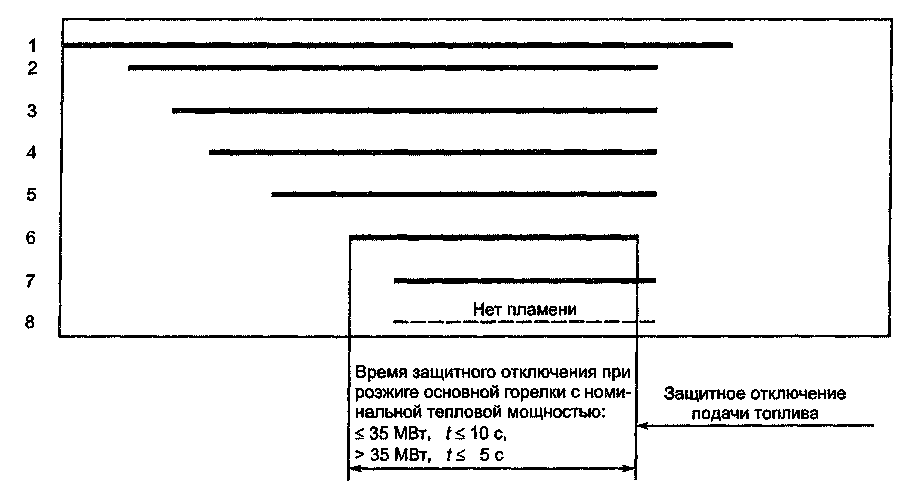 1
2
3
4
5
6
7
Нет пламени
8
Время защитного отключения при
розжиге основной горелки с номи-
нальной тепловой мощностью:
≤ 35 МВт, t ≤ 10 с,
> 35 МВт, t ≤ 5 с
Защитное отключение
подачи топлива